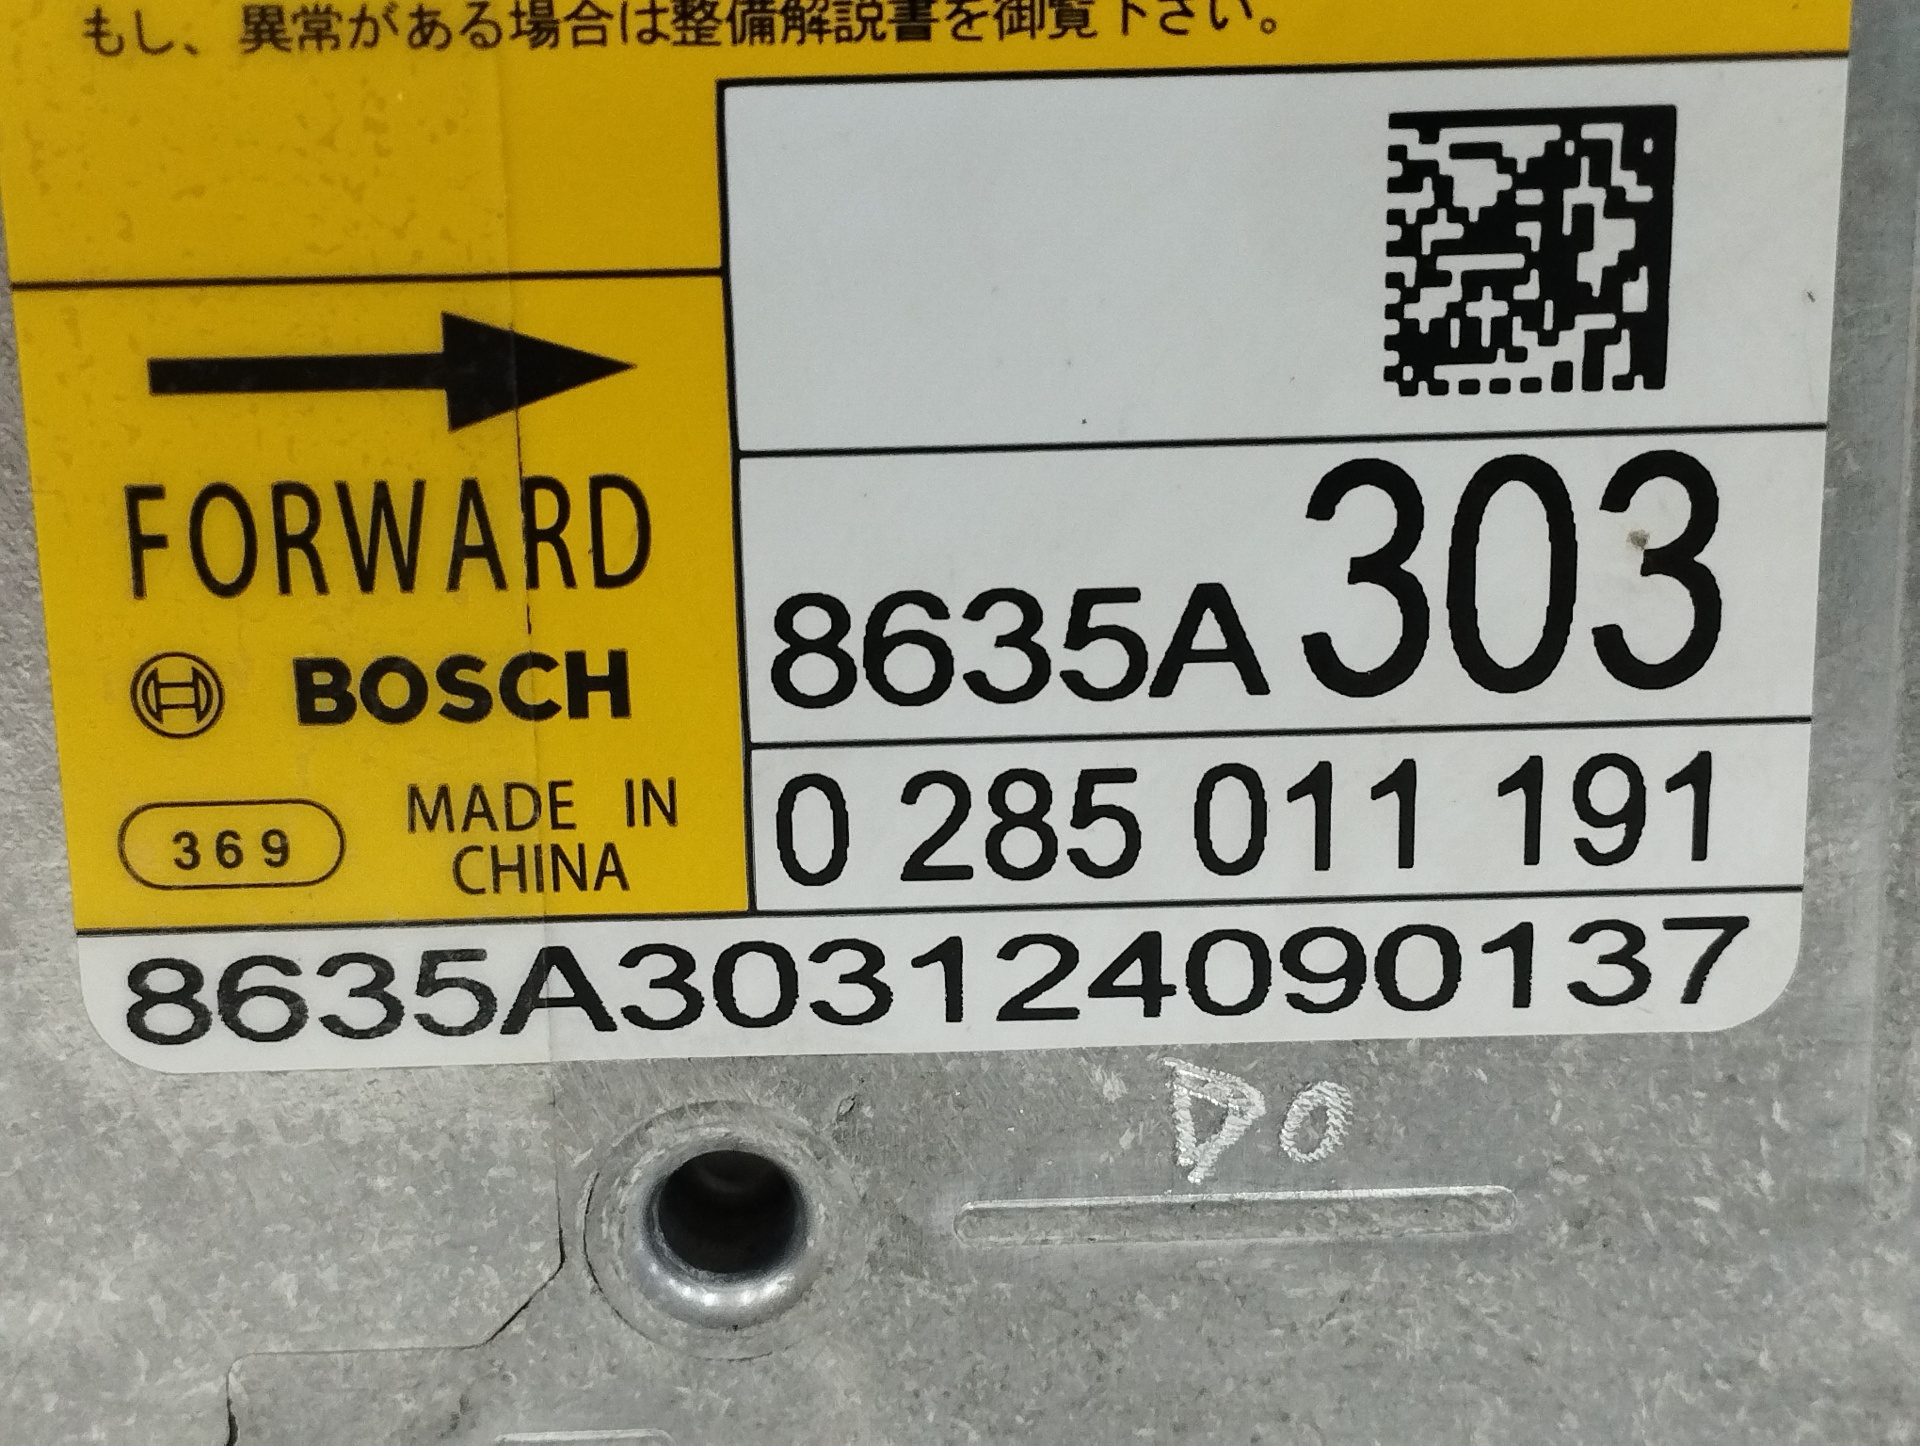 もし、異常がある場合は整備解説書を御覧下さい。
FORWARD
8635A 303
BOSCH
0 285 011 191
369
MADE IN
CHINA
8635A303124090137
D0